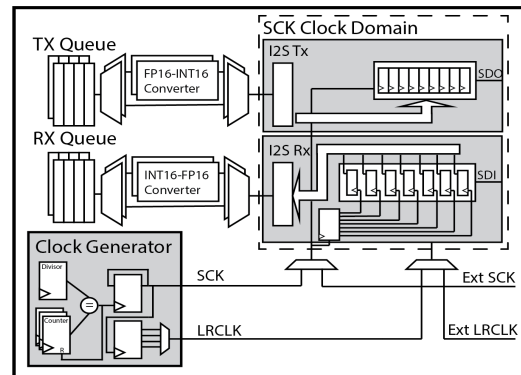 SCK Clock Domain
TX Queue
I2S Tx
FP16-INT16
Converter
SDO
RX Queue
I2S Rx
INT16-FP16
Converter
SDI
Clock Generator
Divisor
=
Counter
R
SCK
Ext SCK
LRCLK
Ext LRCLK